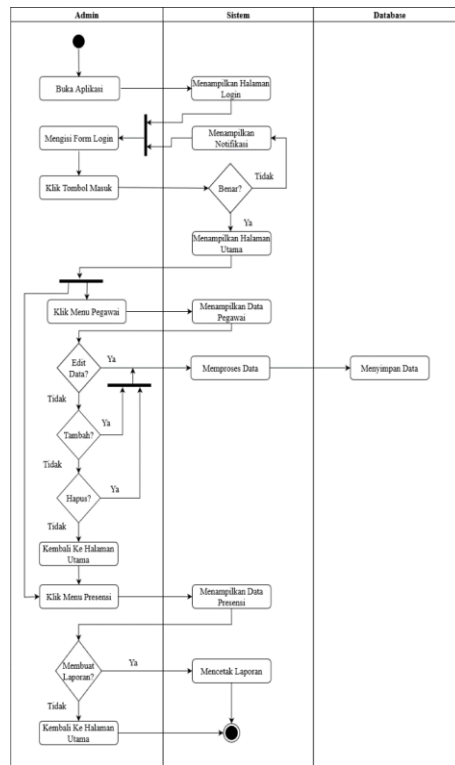 Admin
Sistem
Database
Buka Aplikasi
Menampilkan Halaman
Login
Mengisi Form Login
Menampilkan
Notifikasi
Tidak
Klik Tombol Masuk
Benar?
Ya
Menampilkan Halaman
Utama
Klik Menu Pegawai
Menampilkan Data
Pegawai
Edit
Data?
Ya
Memproses Data
Menyimpan Data
Tidak
Tambah?
Ya
Tidak
Hapus?
Ya
Tidak
Kembali Ke Halaman
Utama
Klik Menu Presensi
Menampilkan Data
Presensi
Membuat
Laporan?
Ya
Mencetak Laporan
Tidak
Kembali Ke Halaman
Utama